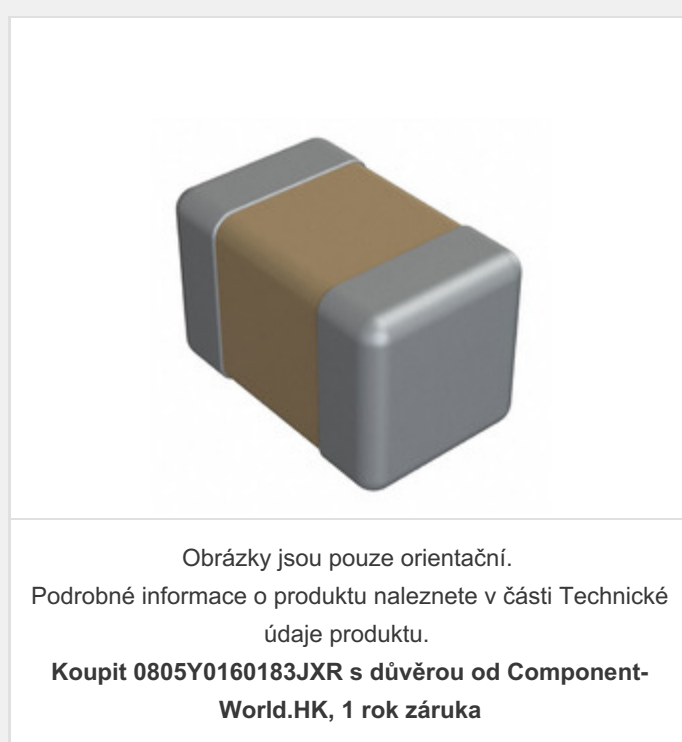 Obrázky jsou pouze orientační.
Podrobné informace o produktu naleznete v části Technické
údaje produktu.
Koupit 0805Y0160183JXR s důvěrou od Component-
World.HK, 1 rok záruka